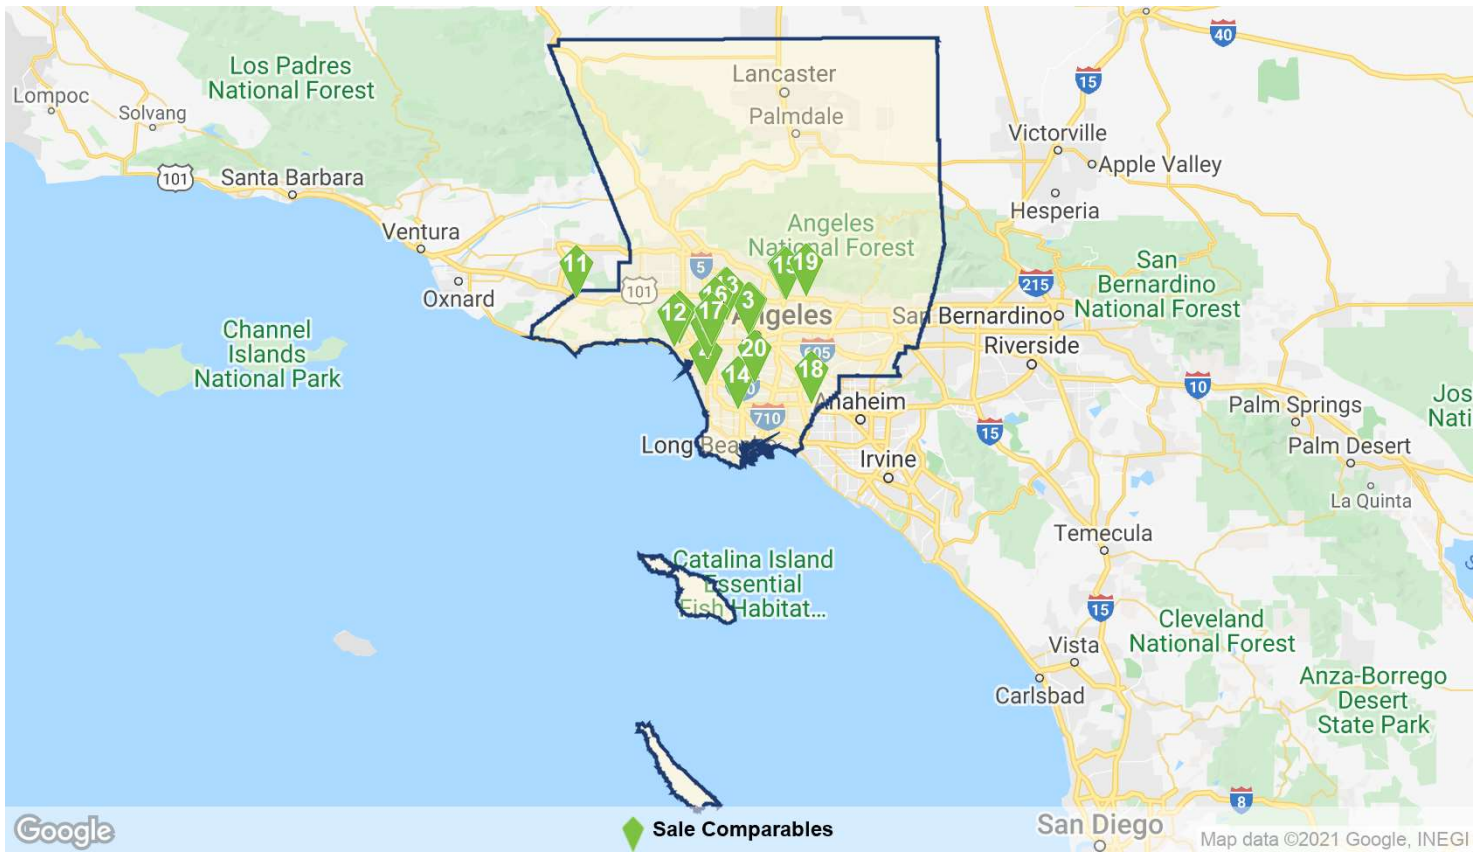 40
15
Los Padres
National Forest
Lompoc
Solvang
Lancaster
Palmdale
Victorville
Apple Valley
Hesperia
101
Santa Barbara
Ventura
Oxnard
Angeles
National Forest
5
101
11
15
19
13
16
12
17
3
Angeles
San
Bernardino
National Forest
215
San Bernardino
Riverside
Channel
Islands
National Park
4
20
605
14
18
710
Anaheim
10
15
Palm Springs
Palm Desert
La Quinta
Long Beach
Irvine
Temecula
Catalina Island
Essential
Fish Habitat...
15
Cleveland
National Forest
Vista
Carlsbad
Anza-Borrego
Desert
State Park
8
San Diego
Google
Sale Comparables
Map data ©2021 Google, INEGI